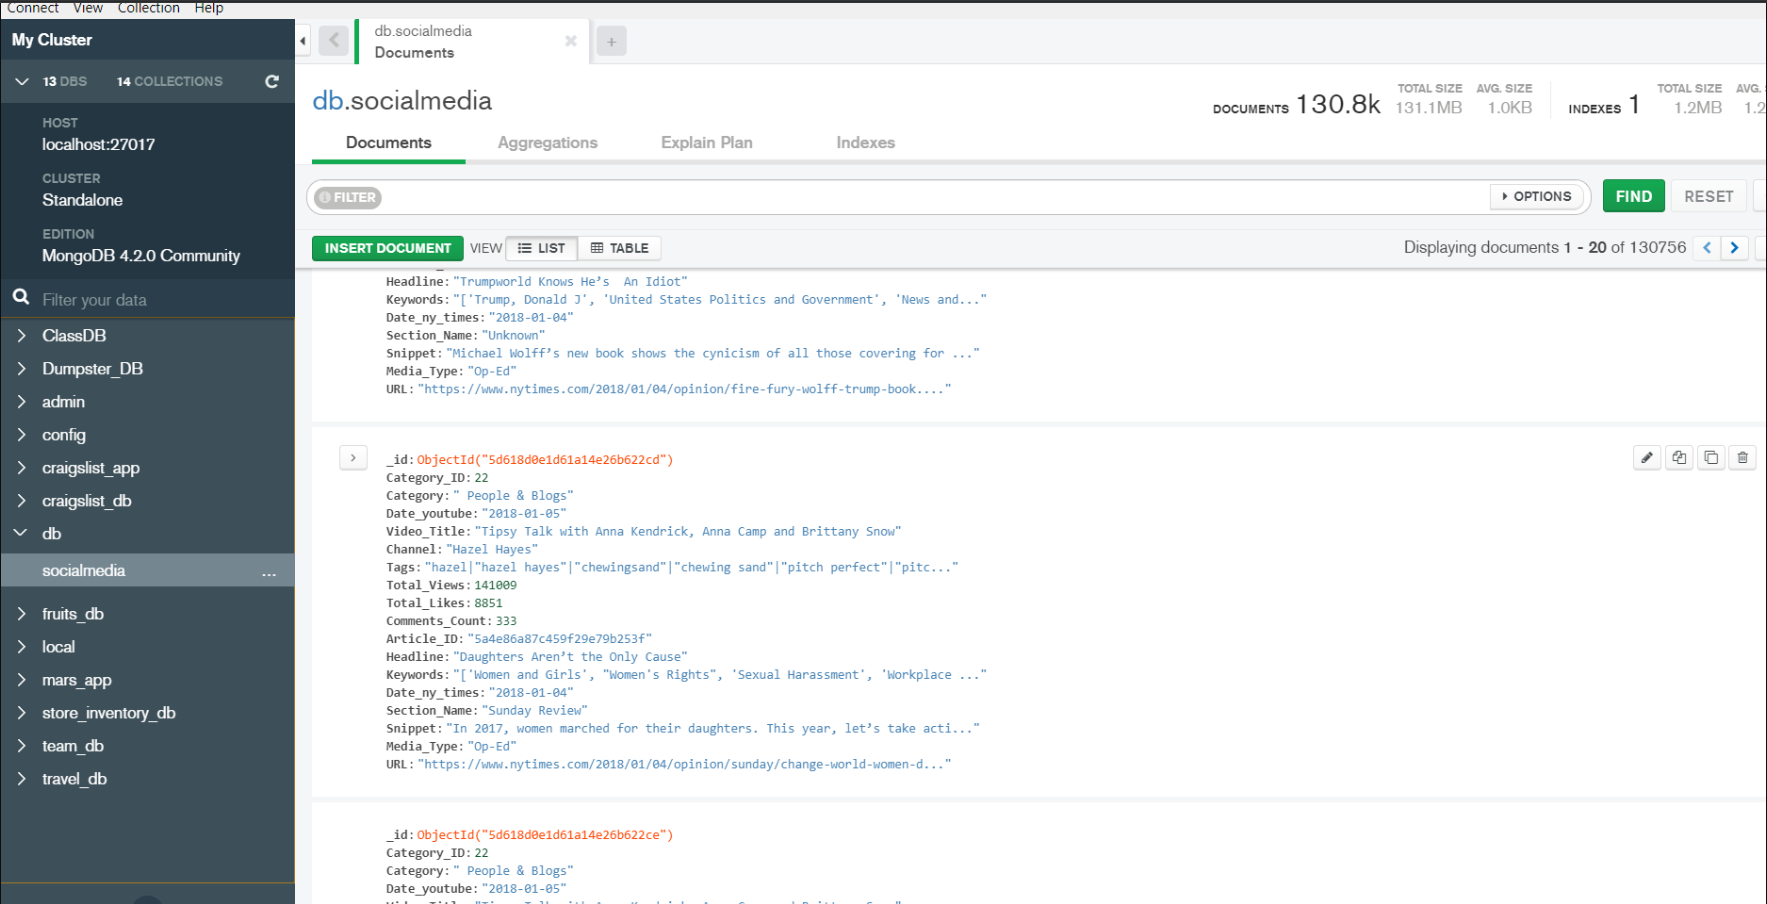 Connect View Collection Help
My Cluster
13 DBS 14 COLLECTIONS
HOST
localhost:27017
CLUSTER
Standalone
EDITION
MongoDB 4.2.0 Community
Filter your data
ClassDB
Dumpster_DB
admin
config
craigslist_app
craigslist_db
db
socialmedia ...
fruits_db
local
mars_app
store_inventory_db
team_db
travel_db
db.socialmedia
Documents
db.socialmedia
DOCUMENTS 130.8k TOTAL SIZE 131.1MB AVG. SIZE 1.0KB INDEXES 1 TOTAL SIZE 1.2MB AVG. 1.2
Documents Aggregations Explain Plan Indexes
FILTER OPTIONS FIND RESET
INSERT DOCUMENT VIEW LIST TABLE Displaying documents 1 - 20 of 130756
Headline: "Trumpworld Knows He’s  An Idiot"
Keywords: "['Trump, Donald J', 'United States Politics and Government', 'News and..."
Date_ny_times: "2018-01-04"
Section_Name: "Unknown"
Snippet: "Michael Wolff’s new book shows the cynicism of all those covering for ..."
Media_Type: "Op-Ed"
URL: "https://www.nytimes.com/2018/01/04/opinion/fire-fury-wolff-trump-book...."
_id: ObjectId("5d618d0e1d61a14e26b622cd")
Category_ID: 22
Category: " People & Blogs"
Date_youtube: "2018-01-05"
Video_Title: "Tipsy Talk with Anna Kendrick, Anna Camp and Brittany Snow"
Channel: "Hazel Hayes"
Tags: "hazel|"hazel hayes"|"chewingsand"|"chewing sand"|"pitch perfect"|"pitc..."
Total_Views: 141009
Total_Likes: 8851
Comments_Count: 333
Article_ID: "5a4e86a87c459f29e79b253f"
Headline: "Daughters Aren’t the Only Cause"
Keywords: "['Women and Girls', "Women's Rights", 'Sexual Harassment', 'Workplace ..."
Date_ny_times: "2018-01-04"
Section_Name: "Sunday Review"
Snippet: "In 2017, women marched for their daughters. This year, let’s take acti..."
Media_Type: "Op-Ed"
URL: "https://www.nytimes.com/2018/01/04/opinion/sunday/change-world-women-d..."
_id: ObjectId("5d618d0e1d61a14e26b622ce")
Category_ID: 22
Category: " People & Blogs"
Date_youtube: "2018-01-05"